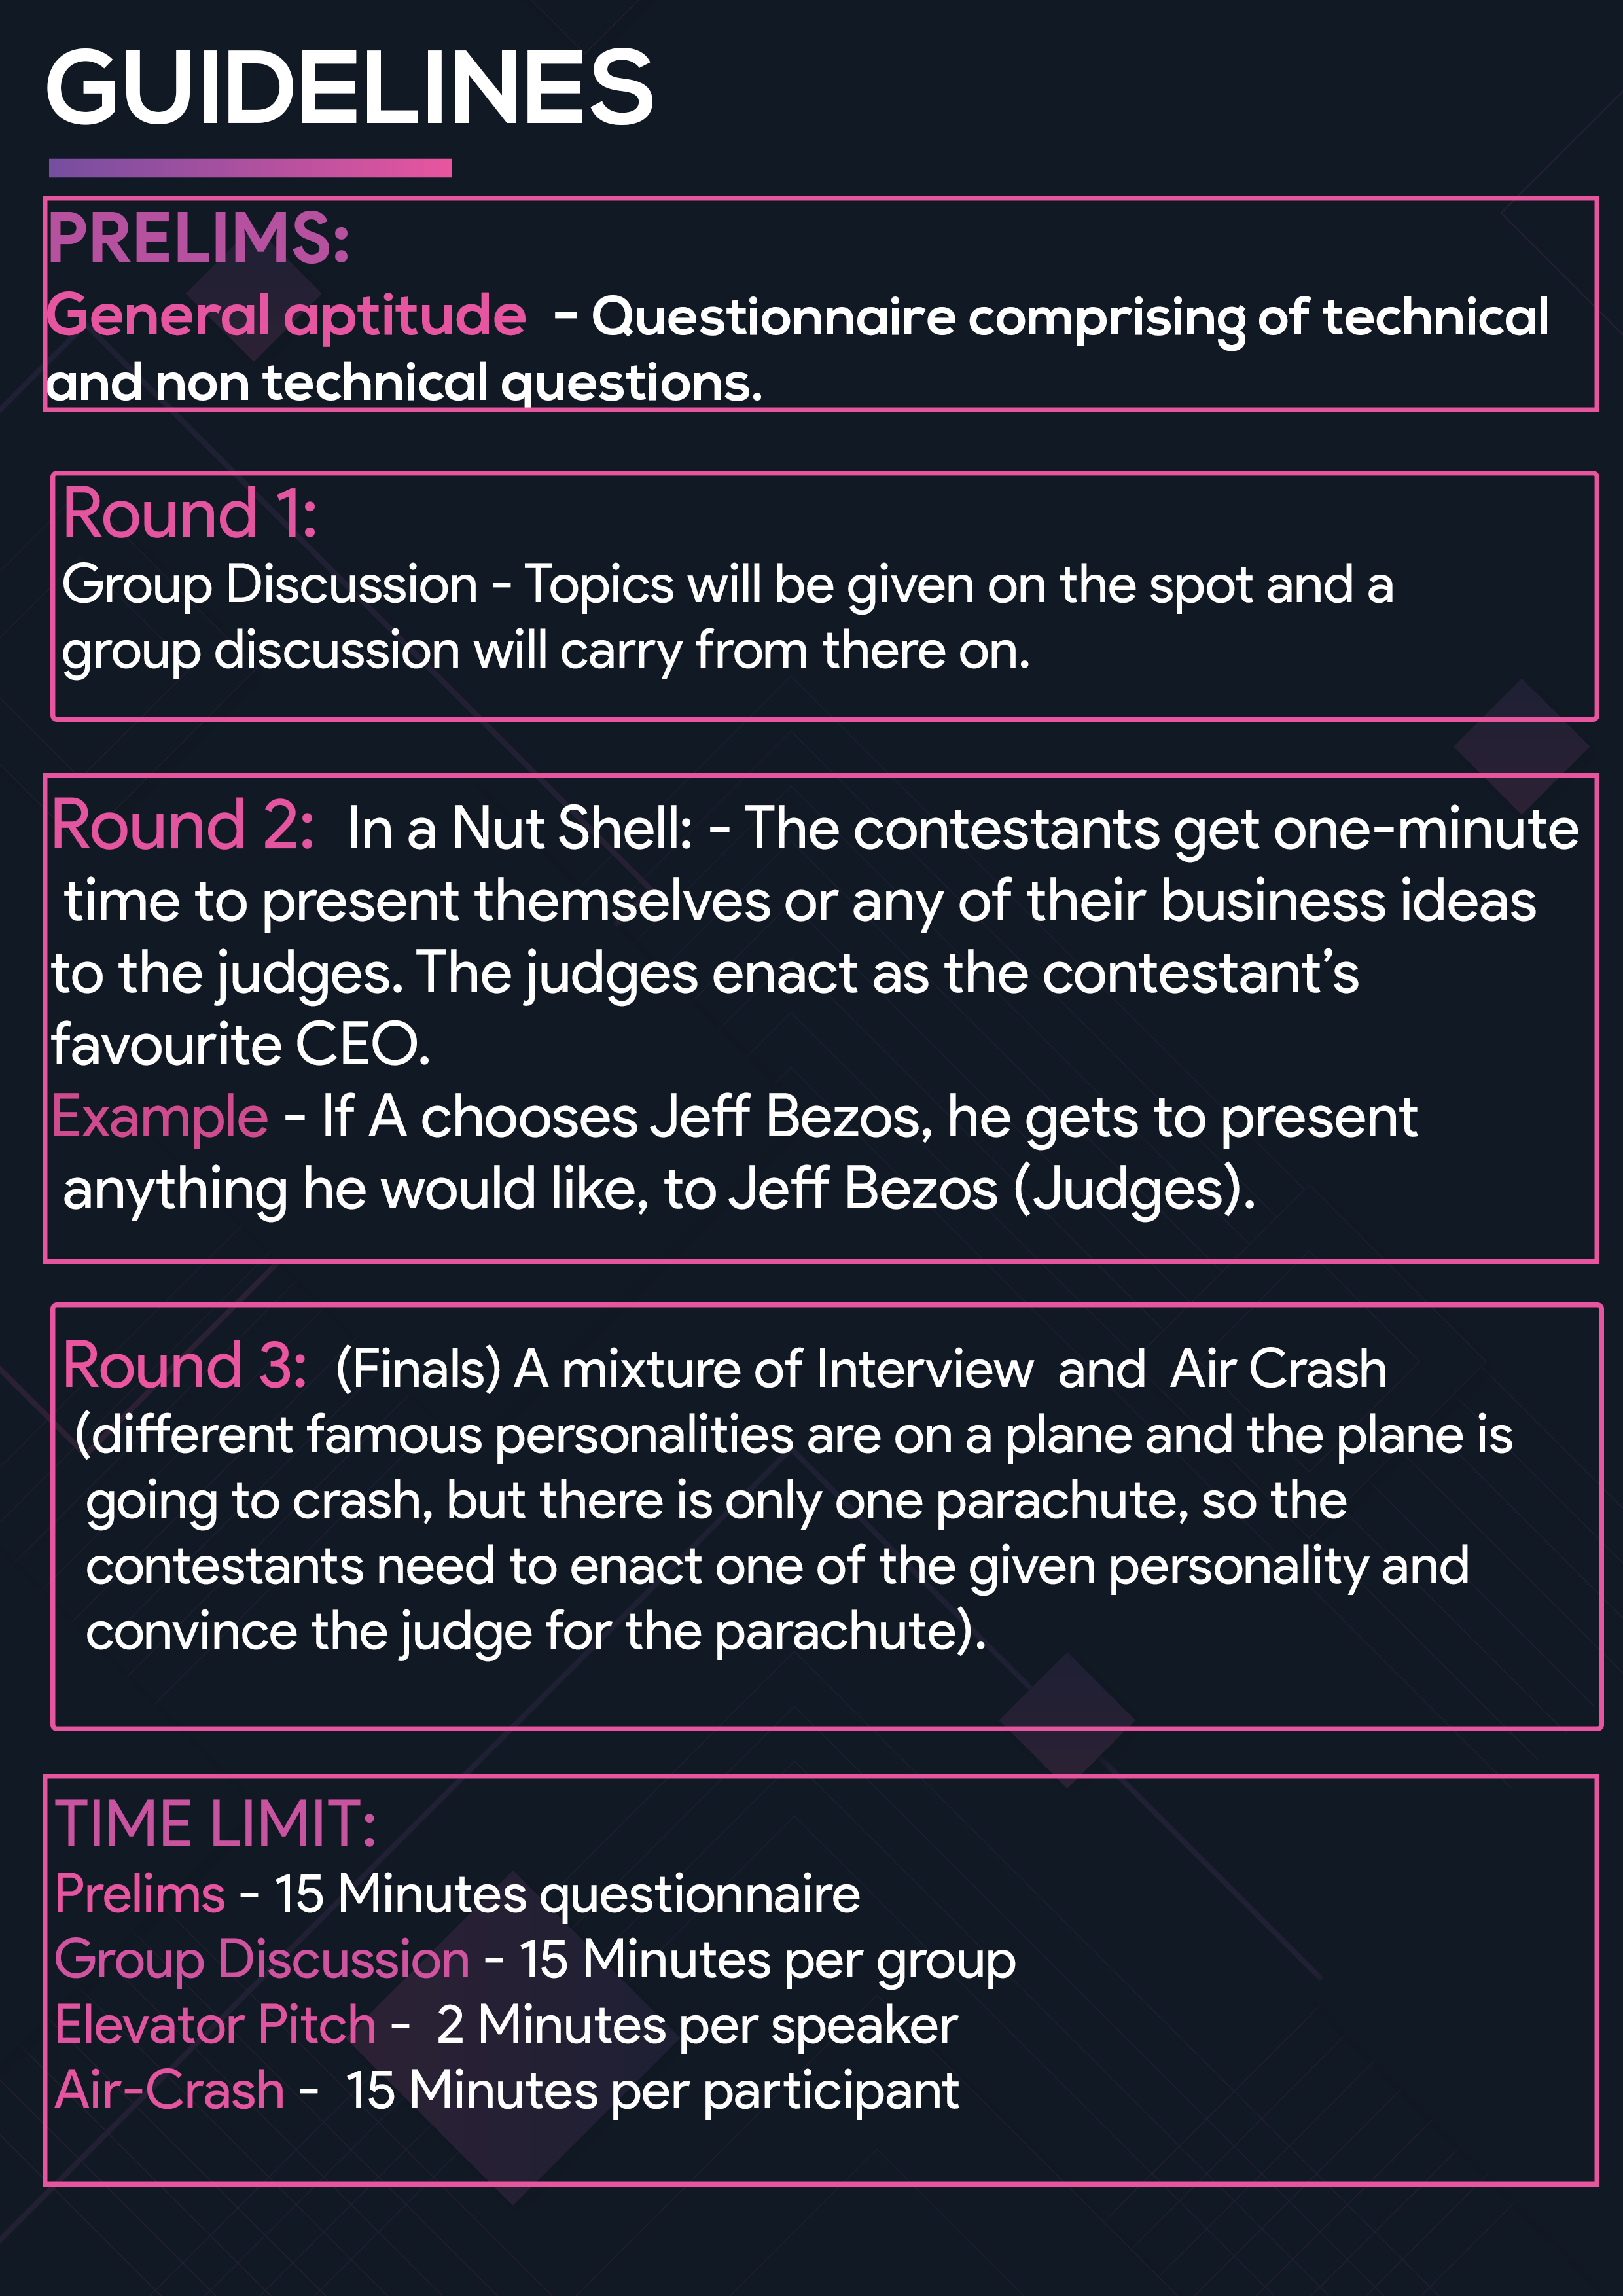 GUIDELINES
PRELIMS:
General aptitude - Questionnaire comprising of technical
and non technical questions.
Round 1:
Group Discussion - Topics will be given on the spot and a
group discussion will carry from there on.
Round 2: In a Nut Shell: - The contestants get one-minute
time to present themselves or any of their business ideas
to the judges. The judges enact as the contestant’s
favourite CEO.
Example - If A chooses Jeff Bezos, he gets to present
anything he would like, to Jeff Bezos (Judges).
Round 3: (Finals) A mixture of Interview and Air Crash
(different famous personalities are on a plane and the plane is
going to crash, but there is only one parachute, so the
contestants need to enact one of the given personality and
convince the judge for the parachute).
TIME LIMIT:
Prelims - 15 Minutes questionnaire
Group Discussion - 15 Minutes per group
Elevator Pitch - 2 Minutes per speaker
Air-Crash - 15 Minutes per participant